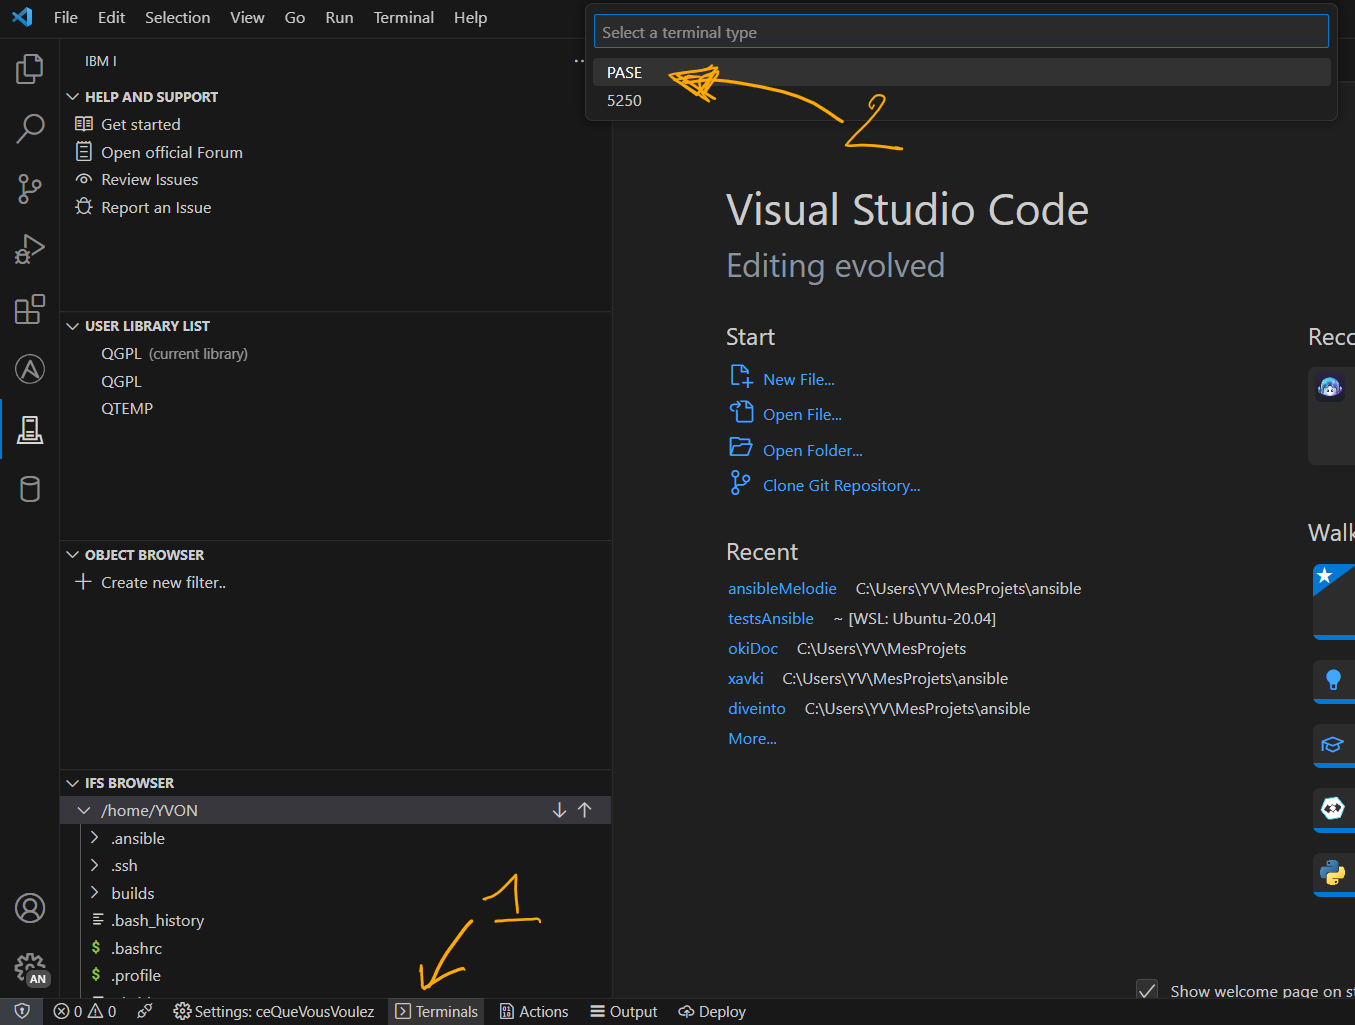 File Edit Selection View Go Run Terminal Help
Select a terminal type
PASE
5250
2
IBM I
HELP AND SUPPORT
Get started
Open official Forum
Review Issues
Report an Issue
USER LIBRARY LIST
QGPL (current library)
QGPL
QTEMP
OBJECT BROWSER
Create new filter..
IFS BROWSER
/home/YVON
.ansible
.ssh
builds
.bash_history
.bashrc
.profile
1
Visual Studio Code
Editing evolved
Start
New File...
Open File...
Open Folder...
Clone Git Repository...
Recent
ansibleMelodie C:\Users\YV\MesProjets\ansible
testsAnsible ~ [WSL: Ubuntu-20.04]
okiDoc C:\Users\YV\MesProjets
xavki C:\Users\YV\MesProjets\ansible
diveinto C:\Users\YV\MesProjets\ansible
More...
Reco
Walk
Show welcome page on st
AN
0 0 Settings: ceQueVousVoulez Terminals Actions Output Deploy